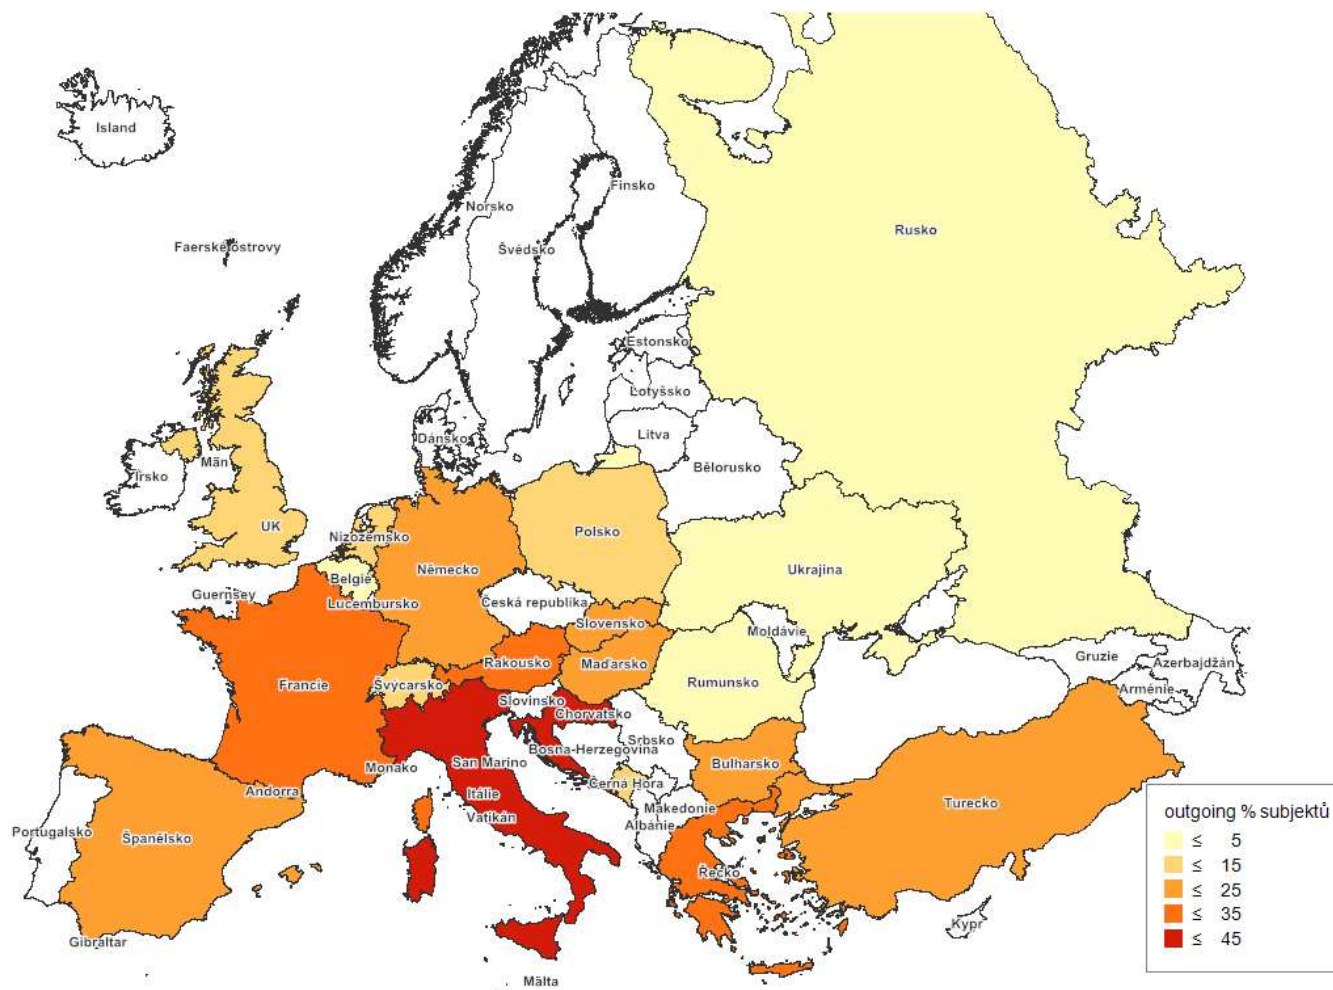 Island
Finsko
Norsko
Rusko
Faerské ostrovy
Švédsko
Estonsko
Lotyšsko
Litva
Dánsko
Män
Bělorusko
Irsko
UK
Nizozemsko
Polsko
Belgie
Německo
Ukrajina
Guernsey
Lucembursko
Česká republika
Slovensko
Moldávie
Gruzie
Azerbajdžán
Rakousko
Maďarsko
Francie
Švýcarsko
Rumunsko
Arménie
Slovinsko
Chorvatsko
Srbsko
Bosna-Herzegovina
San Marino
Monako
Bulharsko
Černá Hora
Andorra
Itálie
Makedonie
Turecko
Vatikán
Albánie
Portugalsko
Španělsko
Řecko
Kypr
Gibraltar
Mälta
outgoing % subjektů
≤ 5
≤ 15
≤ 25
≤ 35
≤ 45